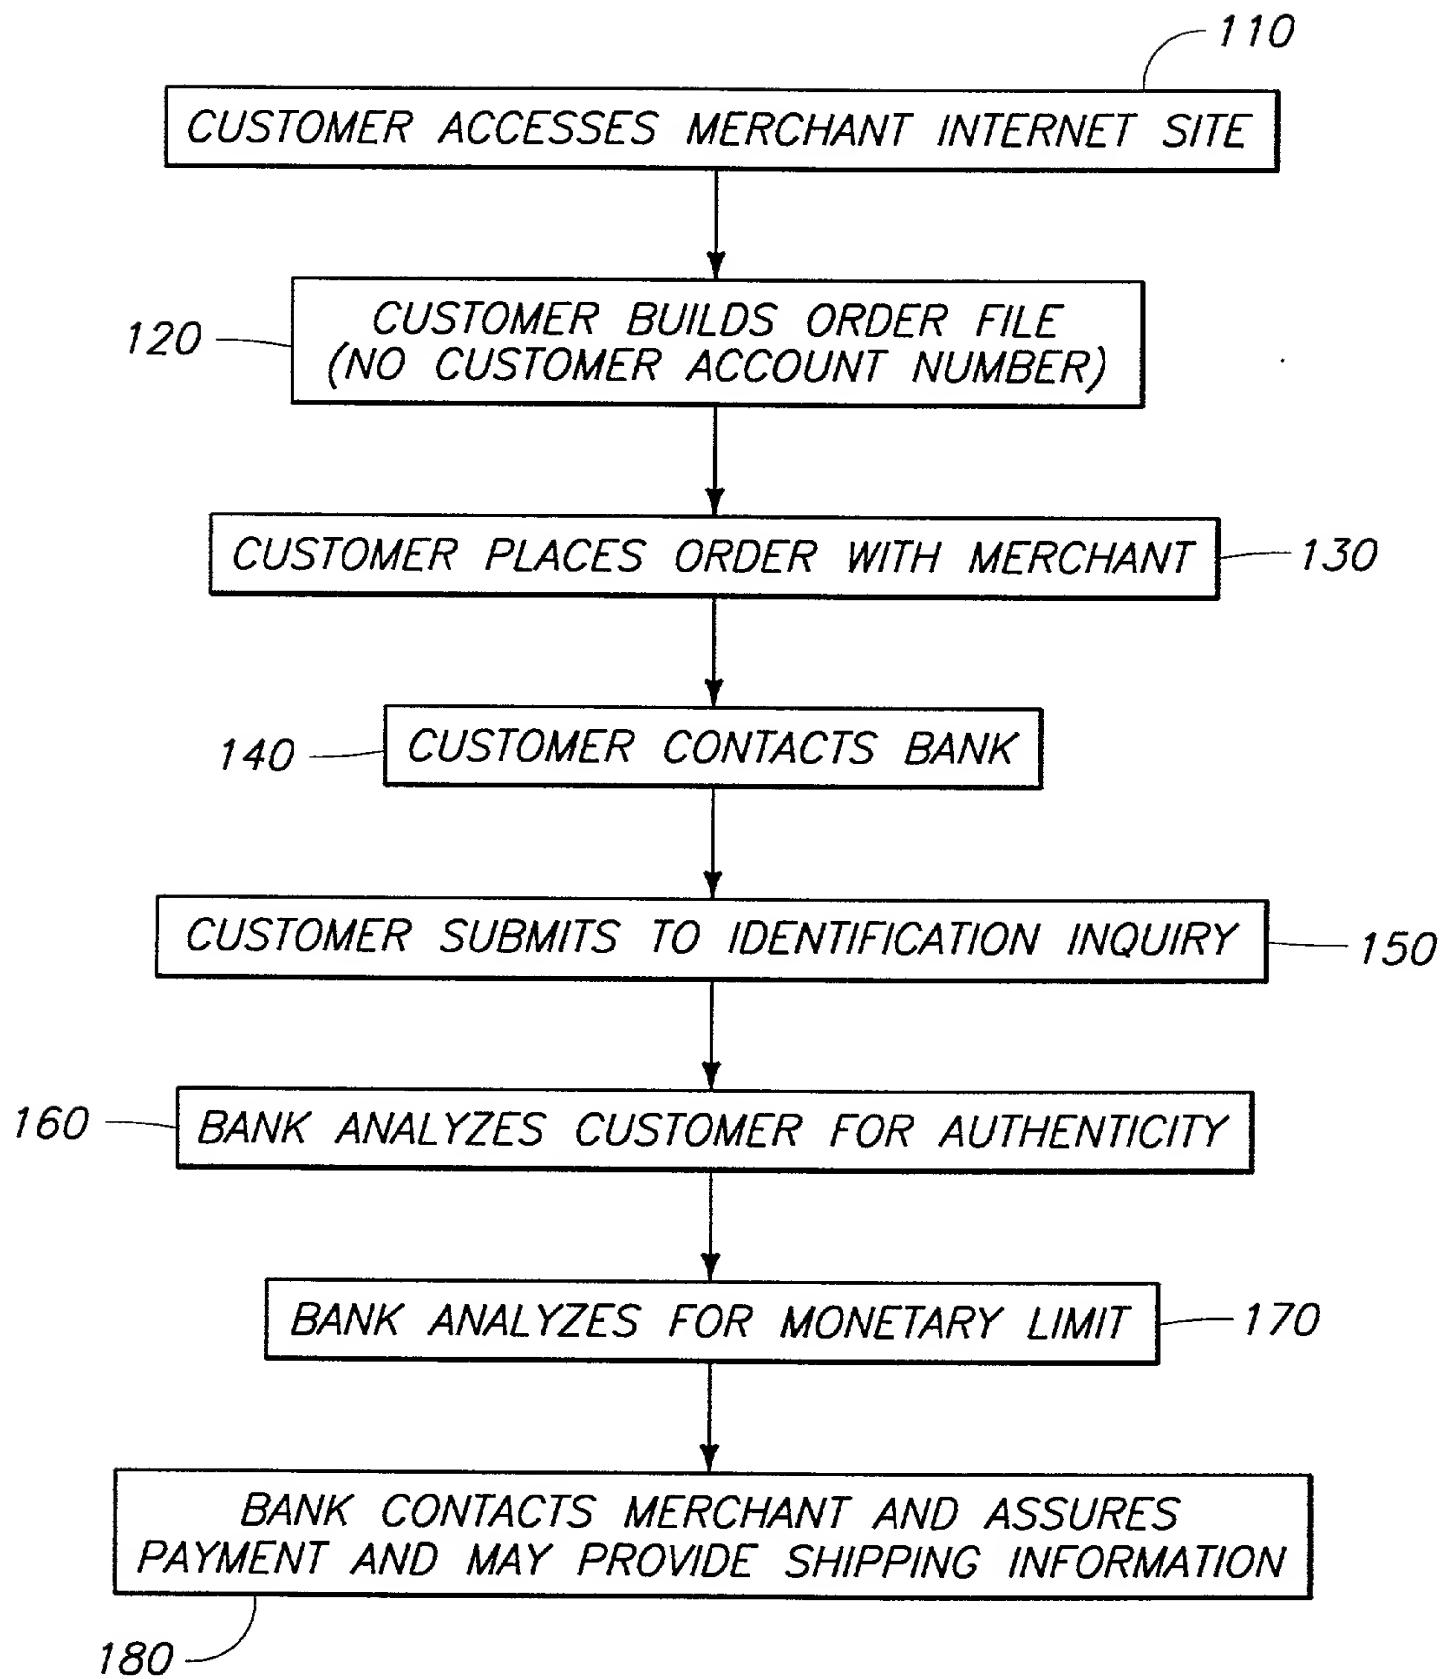 110
CUSTOMER ACCESSES MERCHANT INTERNET SITE
120
CUSTOMER BUILDS ORDER FILE
(NO CUSTOMER ACCOUNT NUMBER)
CUSTOMER PLACES ORDER WITH MERCHANT
130
140
CUSTOMER CONTACTS BANK
CUSTOMER SUBMITS TO IDENTIFICATION INQUIRY
150
160
BANK ANALYZES CUSTOMER FOR AUTHENTICITY
BANK ANALYZES FOR MONETARY LIMIT
170
BANK CONTACTS MERCHANT AND ASSURES
PAYMENT AND MAY PROVIDE SHIPPING INFORMATION
180